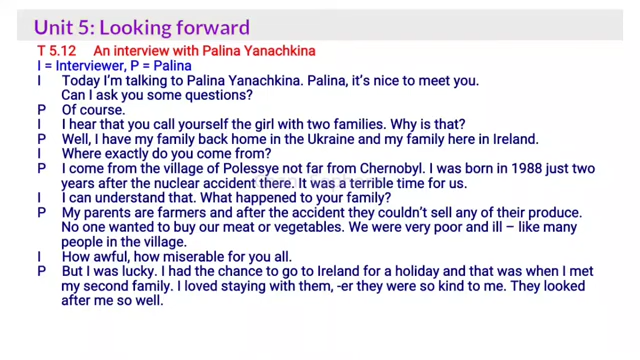 Unit 5: Looking forward
T 5.12 An interview with Palina Yanachkina
I = Interviewer, P = Palina
I Today I'm talking to Palina Yanachkina. Palina, it's nice to meet you.
Can I ask you some questions?
P Of course.
I I hear that you call yourself the girl with two families. Why is that?
P Well, I have my family back home in the Ukraine and my family here in Ireland.
I Where exactly do you come from?
P I come from the village of Polessye not far from Chernobyl. I was born in 1988 just two
years after the nuclear accident there. It was a terrible time for us.
I I can understand that. What happened to your family?
P My parents are farmers and after the accident they couldn't sell any of their produce.
No one wanted to buy our meat or vegetables. We were very poor and ill – like many
people in the village.
I How awful, how miserable for you all.
P But I was lucky. I had the chance to go to Ireland for a holiday and that was when I met
my second family. I loved staying with them, -er they were so kind to me. They looked
after me so well.